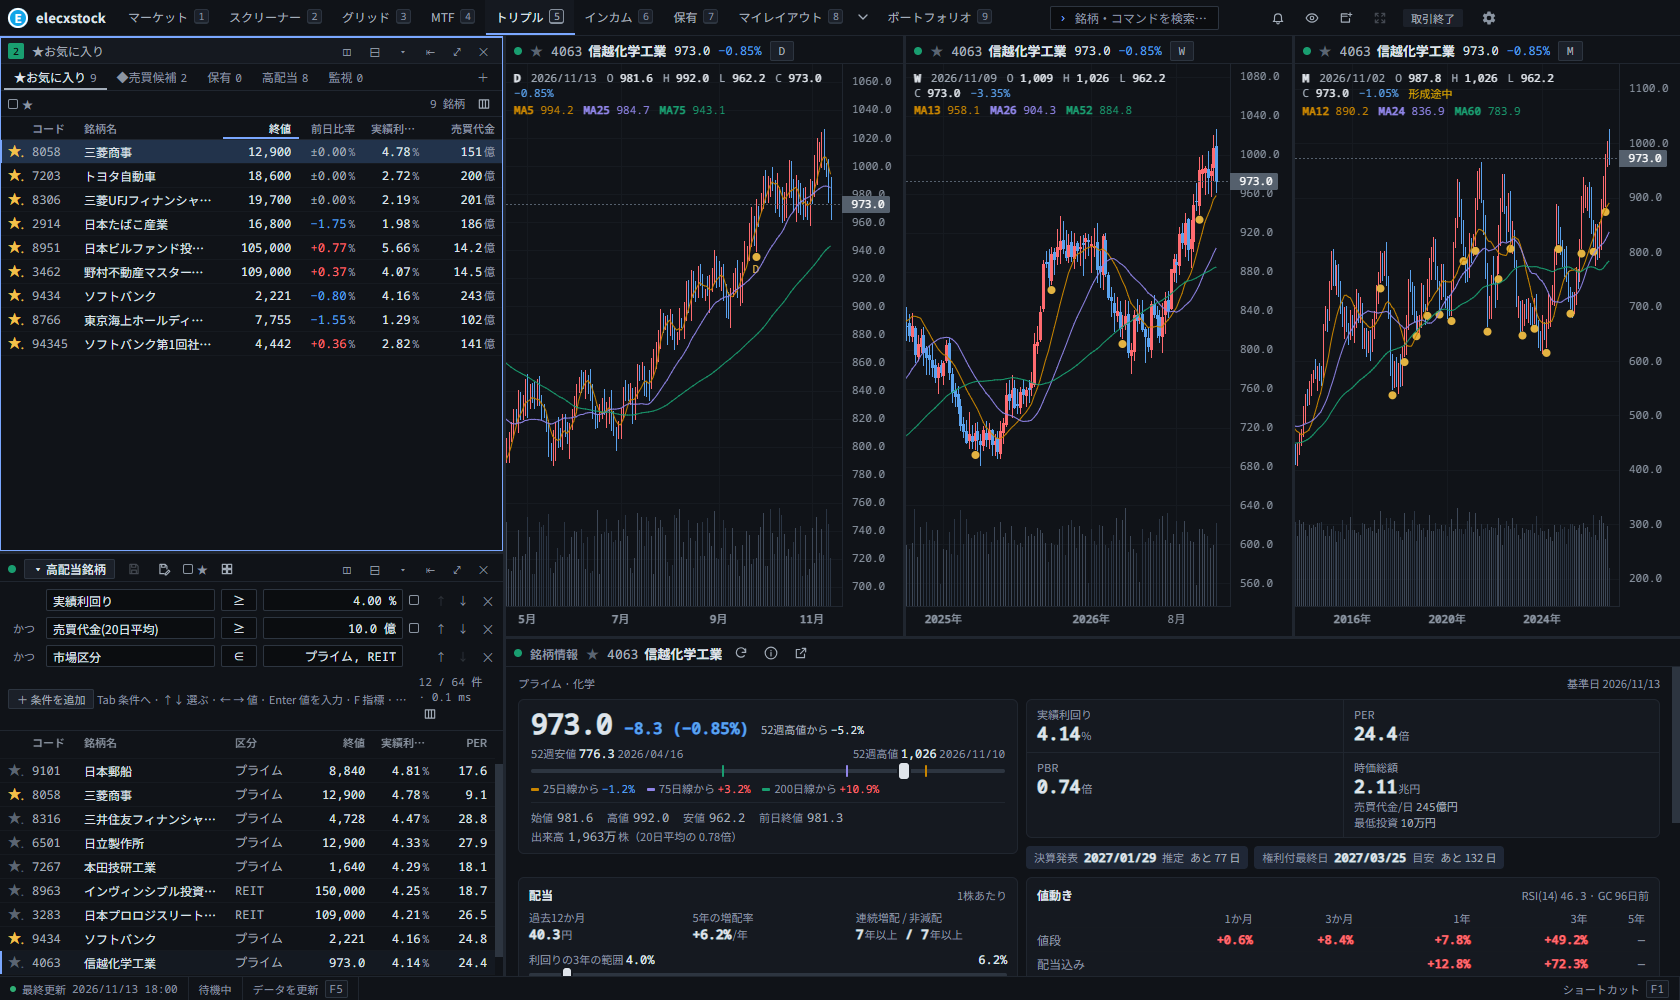 elecxstock マーケット 1 スクリーナー 2 グリッド 3 MTF 4 トリプル 5 インカム 6 保有 7 マイレイアウト 8 ポートフォリオ 9 › 銘柄・コマンドを検索… 取引終了
2 ★お気に入り
★お気に入り 9 ◆売買候補 2 保有 0 高配当 8 監視 0 +
9 銘柄
コード 銘柄名 終値 前日比率 実績利… 売買代金
8058 三菱商事 12,900 ±0.00% 4.78% 151億
7203 トヨタ自動車 18,600 ±0.00% 2.72% 200億
8306 三菱UFJフィナンシャ… 19,700 ±0.00% 2.19% 201億
2914 日本たばこ産業 16,800 −1.75% 1.98% 186億
8951 日本ビルファンド投… 105,000 +0.77% 5.66% 14.2億
3462 野村不動産マスター… 109,000 +0.37% 4.07% 14.5億
9434 ソフトバンク 2,221 −0.80% 4.16% 243億
8766 東京海上ホールディ… 7,755 −1.55% 1.29% 102億
94345 ソフトバンク第1回社… 4,442 +0.36% 2.82% 141億
高配当銘柄
実績利回り ≥ 4.00 %
かつ 売買代金(20日平均) ≥ 10.0 億
かつ 市場区分 ∈ プライム, REIT
+ 条件を追加 Tab 条件へ・↑↓ 選ぶ・←→ 値・Enter 値を入力・F 指標・… 12 / 64 件 · 0.1 ms
コード 銘柄名 区分 終値 実績利… PER
9101 日本郵船 プライム 8,840 4.81% 17.6
8058 三菱商事 プライム 12,900 4.78% 9.1
8316 三井住友フィナンシャ… プライム 4,728 4.47% 28.8
6501 日立製作所 プライム 12,900 4.33% 27.9
7267 本田技研工業 プライム 1,640 4.29% 18.1
8963 インヴィンシブル投資… REIT 150,000 4.25% 18.7
3283 日本プロロジスリート… REIT 109,000 4.21% 26.5
9434 ソフトバンク プライム 2,221 4.16% 24.8
4063 信越化学工業 プライム 973.0 4.14% 24.4
4063 信越化学工業 973.0 −0.85% D
D 2026/11/13 O 981.6 H 992.0 L 962.2 C 973.0
−0.85%
MA5 994.2 MA25 984.7 MA75 943.1
1060.0
1040.0
1020.0
1000.0
980.0
973.0
960.0
940.0
920.0
900.0
880.0
860.0
840.0
820.0
800.0
780.0
760.0
740.0
720.0
700.0
D
5月 7月 9月 11月
4063 信越化学工業 973.0 −0.85% W
W 2026/11/09 O 1,009 H 1,026 L 962.2
C 973.0 −3.35%
MA13 958.1 MA26 904.3 MA52 884.8
1080.0
1040.0
1000.0
973.0
960.0
920.0
880.0
840.0
800.0
760.0
720.0
680.0
640.0
600.0
560.0
2025年 2026年 8月
4063 信越化学工業 973.0 −0.85% M
M 2026/11/02 O 987.8 H 1,026 L 962.2
C 973.0 −1.05% 形成途中
MA12 890.2 MA24 836.9 MA60 783.9
1100.0
1000.0
973.0
900.0
800.0
700.0
600.0
500.0
400.0
300.0
200.0
2016年 2020年 2024年
銘柄情報 ★ 4063 信越化学工業
プライム・化学 基準日 2026/11/13
973.0 −8.3 (−0.85%) 52週高値から −5.2%
52週安値 776.3 2026/04/16 52週高値 1,026 2026/11/10
25日線から −1.2% 75日線から +3.2% 200日線から +10.9%
始値 981.6 高値 992.0 安値 962.2 前日終値 981.3
出来高 1,963万株 (20日平均の 0.78倍)
実績利回り
4.14%
PER
24.4倍
PBR
0.74倍
時価総額
2.11兆円
売買代金/日 245億円
最低投資 10万円
決算発表 2027/01/29 推定 あと 77 日 権利付最終日 2027/03/25 目安 あと 132 日
配当 1株あたり
過去12か月 5年の増配率 連続増配 / 非減配
40.3円 +6.2%/年 7年以上 / 7年以上
利回りの3年の範囲 4.0% 6.2%
値動き RSI(14) 46.3・GC 96日前
1か月 3か月 1年 3年 5年
値段 +0.6% +8.4% +7.8% +49.2% −
配当込み +12.8% +72.3% −
最終更新 2026/11/13 18:00 待機中 データを更新 F5 ショートカット F1